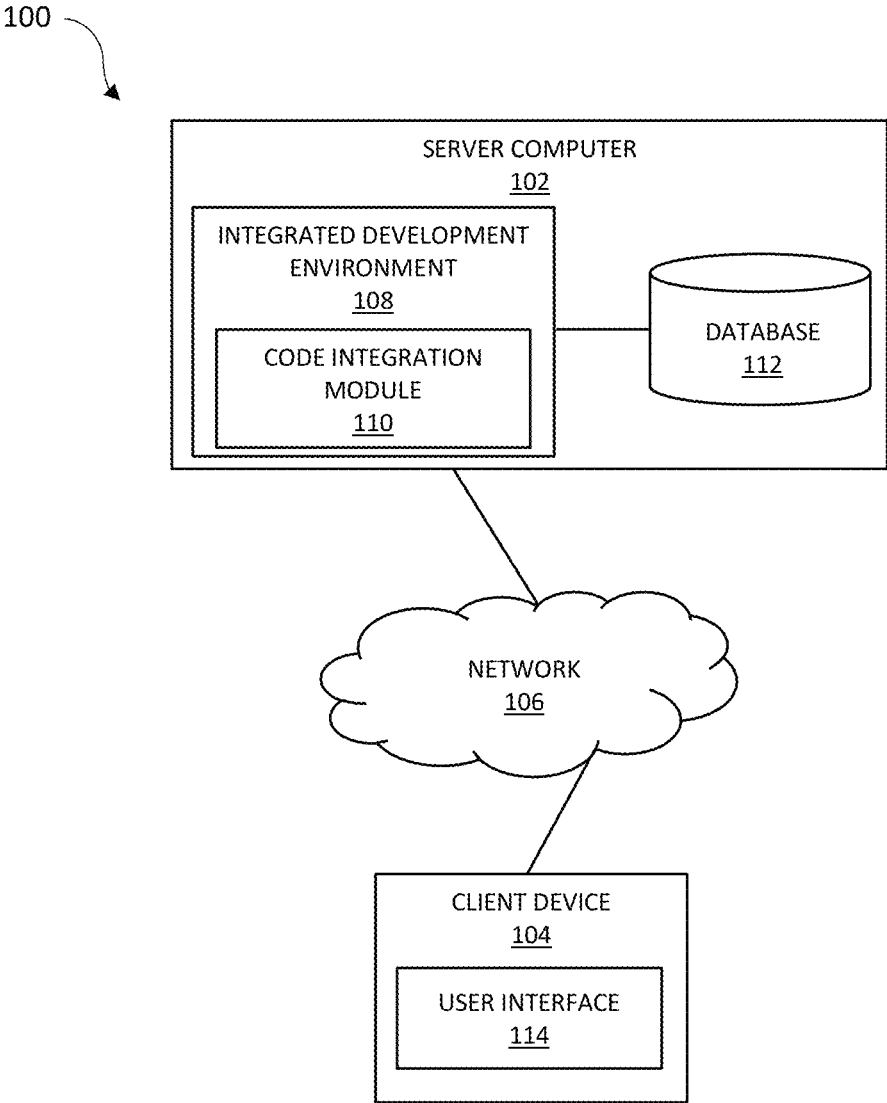 100
SERVER COMPUTER
102
INTEGRATED DEVELOPMENT
ENVIRONMENT
108
CODE INTEGRATION
MODULE
110
DATABASE
112
NETWORK
106
CLIENT DEVICE
104
USER INTERFACE
114